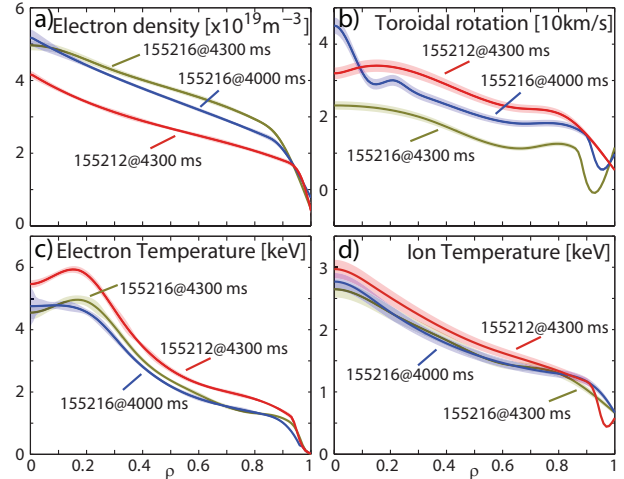 a) Electron density [x10¹⁹m⁻³]
6
4
2
0
155216@4300 ms
155216@4000 ms
155212@4300 ms
b) Toroidal rotation [10km/s]
4
2
0
155212@4300 ms
155216@4000 ms
155216@4300 ms
c) Electron Temperature [keV]
6
4
2
0
155216@4300 ms
155212@4300 ms
155216@4000 ms
0 0.2 0.4 0.6 0.8 1
ρ
d) Ion Temperature [keV]
3
2
1
0
155212@4300 ms
155216@4000 ms
155216@4300 ms
0 0.2 0.4 0.6 0.8 1
ρ